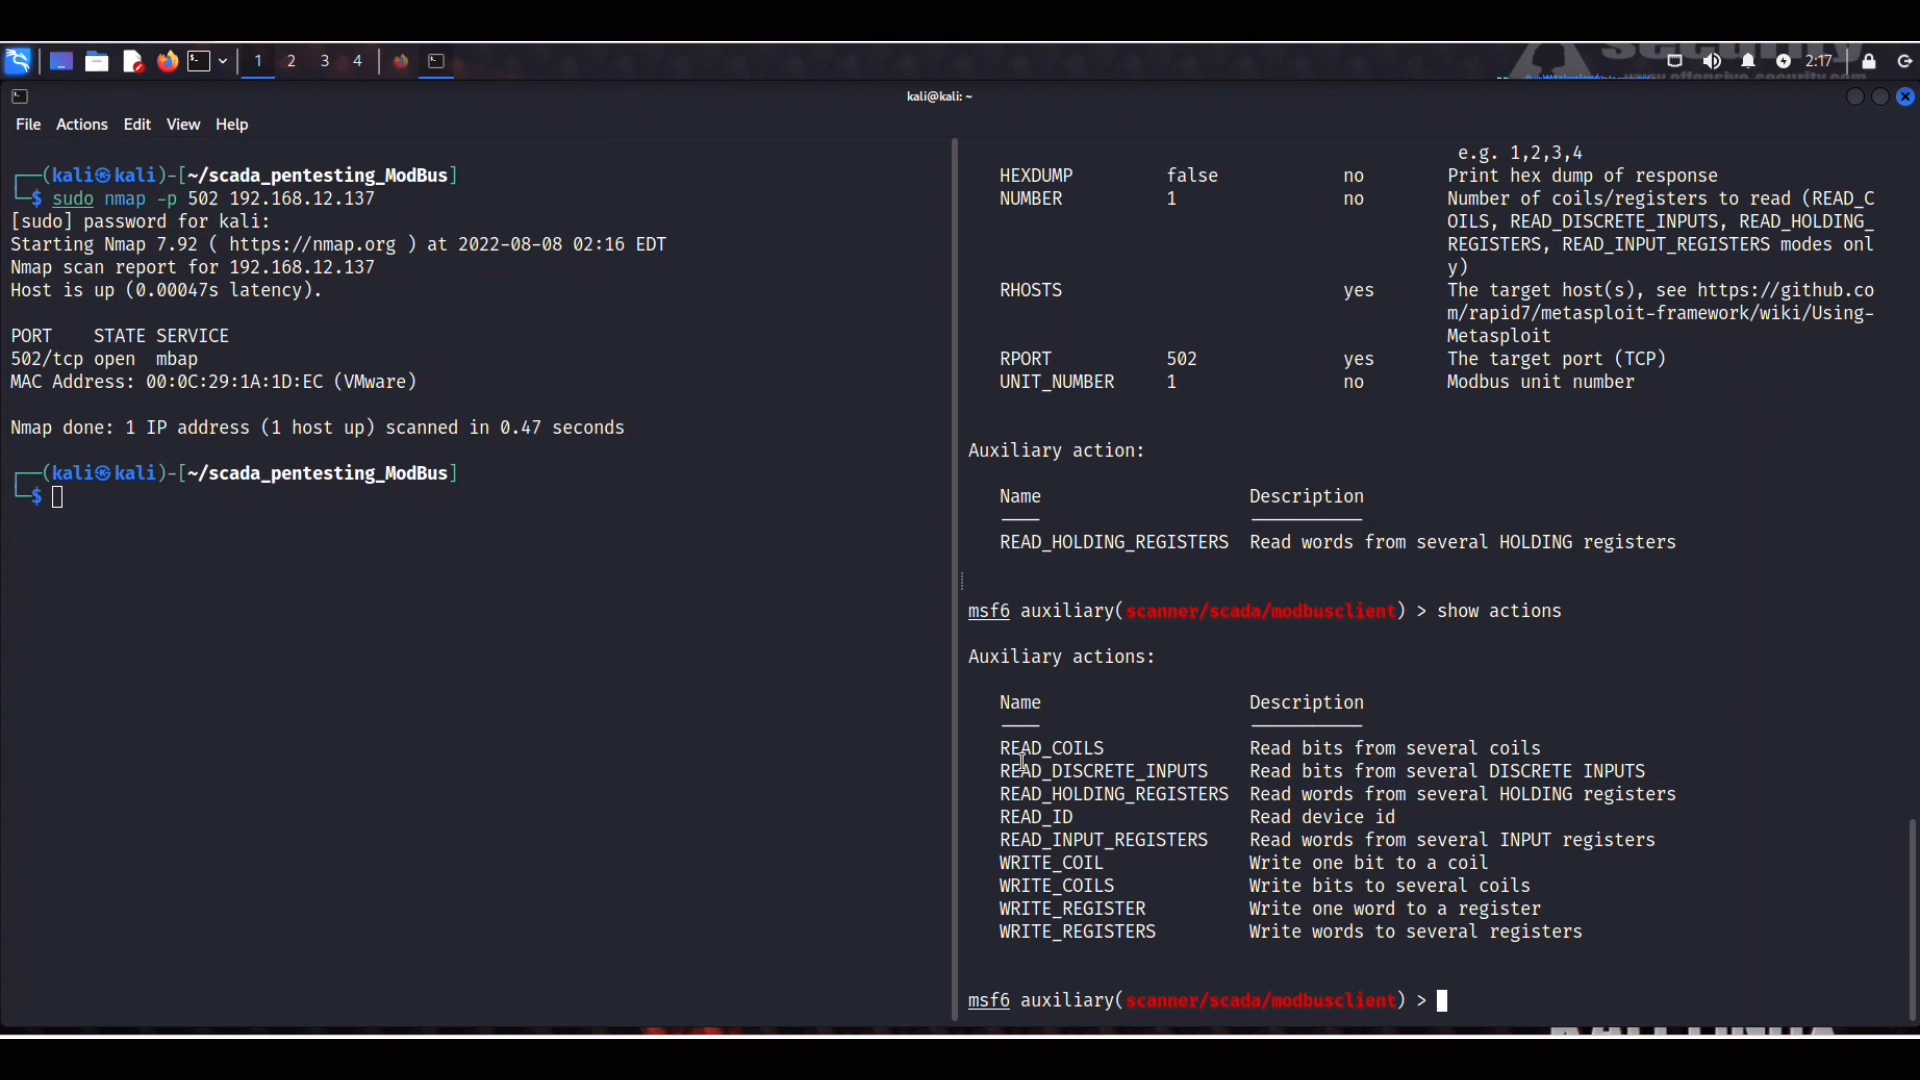 1 2 3 4
2:17
kali@kali: ~
File Actions Edit View Help
(kali㉿kali)-[~/scada_pentesting_ModBus]
$ sudo nmap -p 502 192.168.12.137
[sudo] password for kali:
Starting Nmap 7.92 ( https://nmap.org ) at 2022-08-08 02:16 EDT
Nmap scan report for 192.168.12.137
Host is up (0.00047s latency).
PORT    STATE SERVICE
502/tcp open  mbap
MAC Address: 00:0C:29:1A:1D:EC (VMware)
Nmap done: 1 IP address (1 host up) scanned in 0.47 seconds
(kali㉿kali)-[~/scada_pentesting_ModBus]
$
e.g. 1,2,3,4
HEXDUMP false no Print hex dump of response
NUMBER 1 no Number of coils/registers to read (READ_C
OILS, READ_DISCRETE_INPUTS, READ_HOLDING_
REGISTERS, READ_INPUT_REGISTERS modes onl
y)
RHOSTS yes The target host(s), see https://github.co
m/rapid7/metasploit-framework/wiki/Using-
Metasploit
RPORT 502 yes The target port (TCP)
UNIT_NUMBER 1 no Modbus unit number
Auxiliary action:
Name Description
READ_HOLDING_REGISTERS Read words from several HOLDING registers
msf6 auxiliary(scanner/scada/modbusclient) > show actions
Auxiliary actions:
Name Description
READ_COILS Read bits from several coils
READ_DISCRETE_INPUTS Read bits from several DISCRETE INPUTS
READ_HOLDING_REGISTERS Read words from several HOLDING registers
READ_ID Read device id
READ_INPUT_REGISTERS Read words from several INPUT registers
WRITE_COIL Write one bit to a coil
WRITE_COILS Write bits to several coils
WRITE_REGISTER Write one word to a register
WRITE_REGISTERS Write words to several registers
msf6 auxiliary(scanner/scada/modbusclient) >